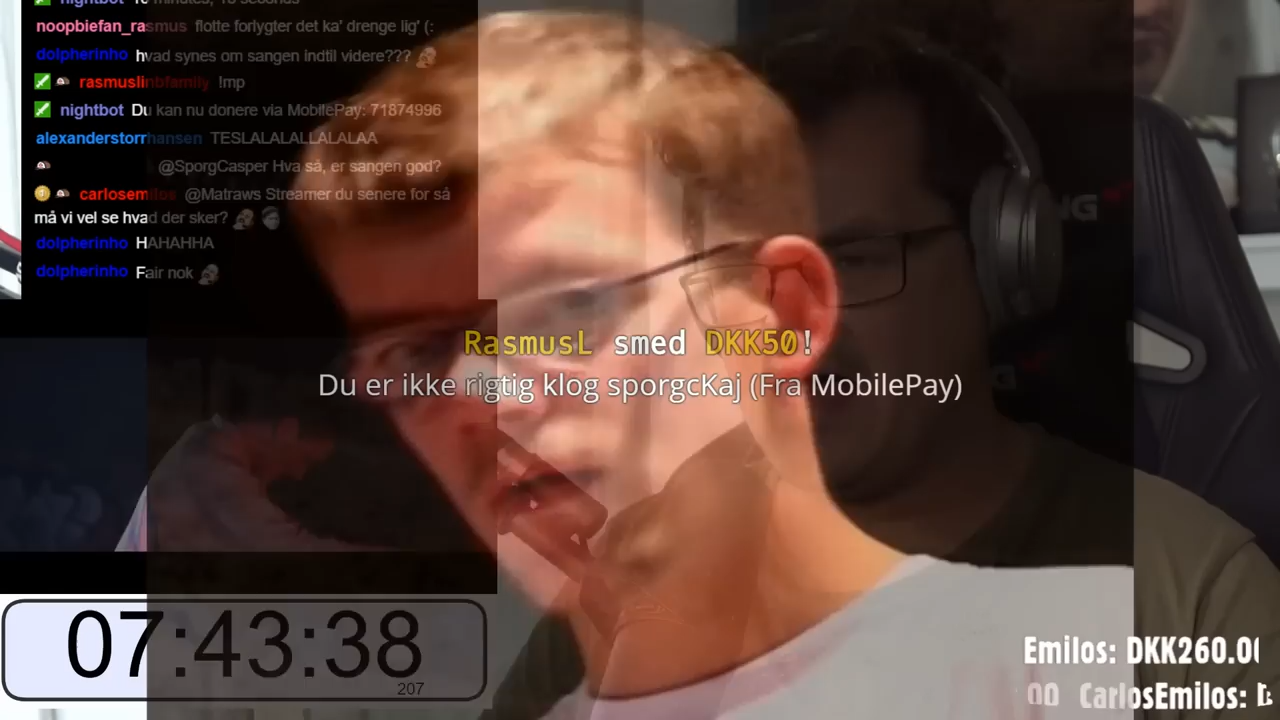 nightbot 10 minutes, 10 seconds
noopbiefan_rasmus flotte forlygter det ka' drenge lig' (:
dolpherinho hvad synes om sangen indtil videre???
rasmuslinbfamily !mp
nightbot Du kan nu donere via MobilePay: 71874996
alexanderstorrhansen TESLALALALLALALAA
@SporgCasper Hva så, er sangen god?
carlosemilos @Matraws Streamer du senere for så
må vi vel se hvad der sker?
dolpherinho HAHAHHA
dolpherinho Fair nok
RasmusL smed DKK50!
Du er ikke rigtig klog sporgcKaj (Fra MobilePay)
07:43:38
207
Emilos: DKK260.0
00 CarlosEmilos: